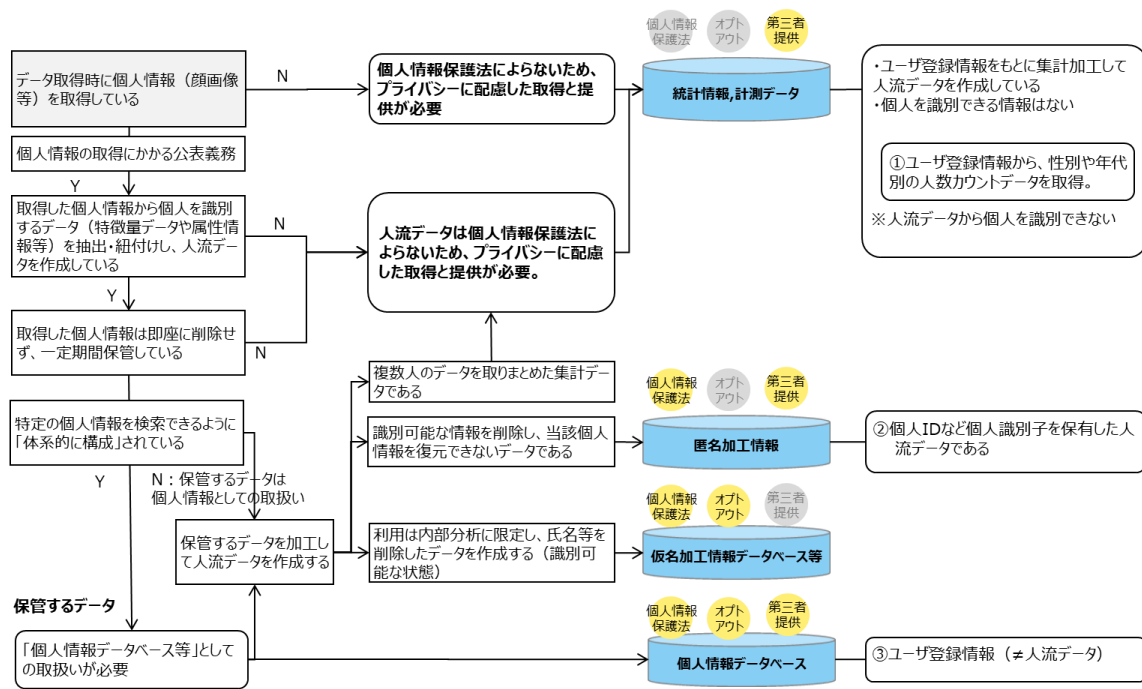 個人情報
保護法
オプト
アウト
第三者
提供
データ取得時に個人情報（顔画像
等）を取得している
N
個人情報保護法によらないため、
プライバシーに配慮した取得と提
供が必要
統計情報,計測データ
・ユーザ登録情報をもとに集計加工して
人流データを作成している
・個人を識別できる情報はない
①ユーザ登録情報から、性別や年代
別の人数カウントデータを取得。
※人流データから個人を識別できない
個人情報の取得にかかる公表義務
Y
取得した個人情報から個人を識別
するデータ（特徴量データや属性情
報等）を抽出・紐付けし、人流デー
タを作成している
N
人流データは個人情報保護法に
よらないため、プライバシーに配慮
した取得と提供が必要。
Y
取得した個人情報は即座に削除せ
ず、一定期間保管している
N
複数人のデータを取りまとめた集計デー
タである
個人情報
保護法
オプト
アウト
第三者
提供
特定の個人情報を検索できるように
「体系的に構成」されている
識別可能な情報を削除し、当該個人
情報を復元できないデータである
匿名加工情報
②個人IDなど個人識別子を保有した人
流データである
Y
N：保管するデータは
個人情報としての取扱い
個人情報
保護法
オプト
アウト
第三者
提供
保管するデータを加工し
て人流データを作成する
利用は内部分析に限定し、氏名等を
削除したデータを作成する（識別可
能な状態）
仮名加工情報データベース等
保管するデータ
個人情報
保護法
オプト
アウト
第三者
提供
「個人情報データベース等」として
の取扱いが必要
個人情報データベース
③ユーザ登録情報（≠人流データ）